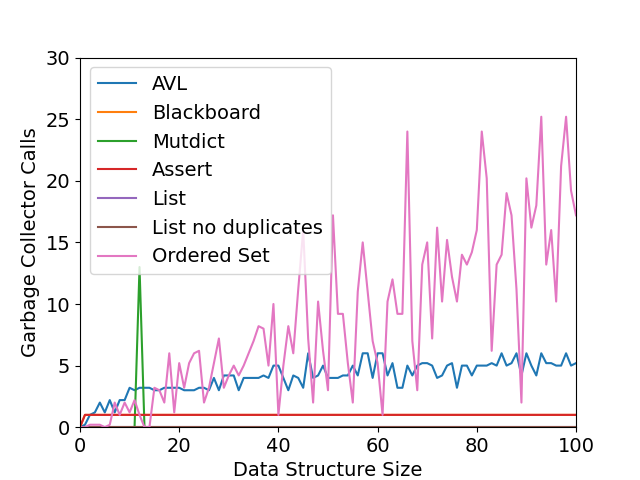 30
25
20
15
10
5
0
Garbage Collector Calls
AVL
Blackboard
Mutdict
Assert
List
List no duplicates
Ordered Set
0 20 40 60 80 100
Data Structure Size